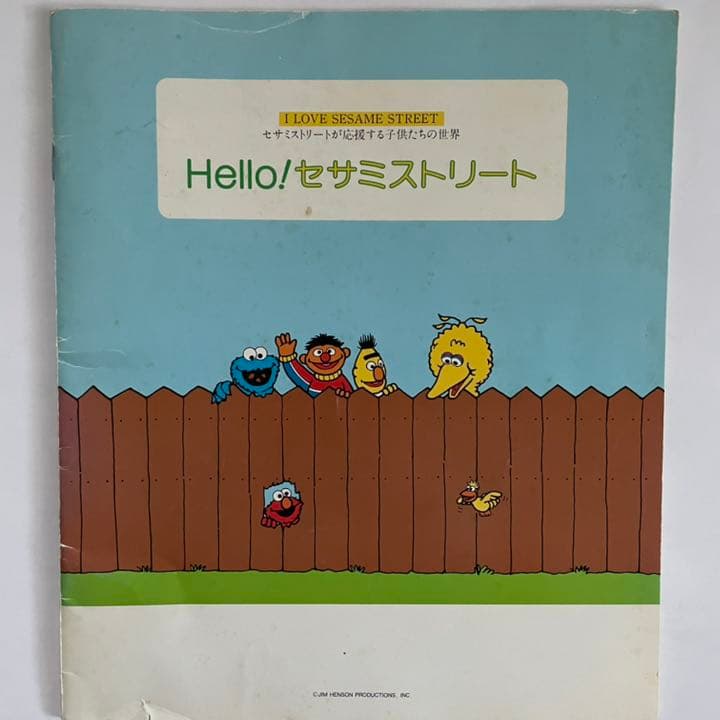 I LOVE SESAME STREET
セサミストリートが応援する子供たちの世界
Hello!セサミストリート
©JIM HENSON PRODUCTIONS, INC.